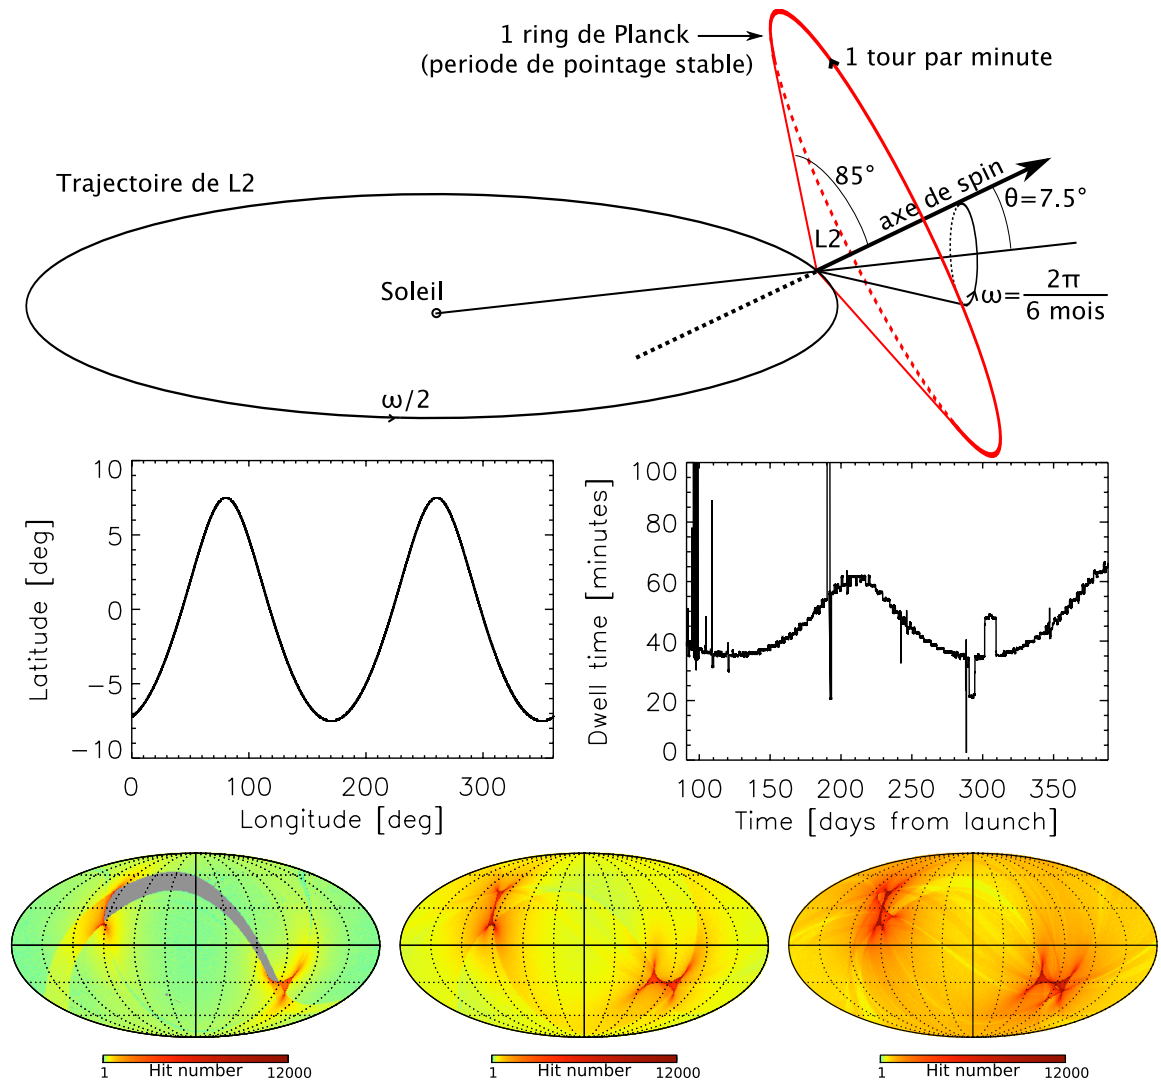 1 ring de Planck
(periode de pointage stable)
1 tour par minute
Trajectoire de L2
85°
axe de spin
θ=7.5°
L2
Soleil
ω=2π
6 mois
ω/2
10
5
0
−5
−10
Latitude [deg]
0 100 200 300
Longitude [deg]
100
80
60
40
20
0
Dwell time [minutes]
100 150 200 250 300 350
Time [days from launch]
1 Hit number 12000
1 Hit number 12000
1 Hit number 12000